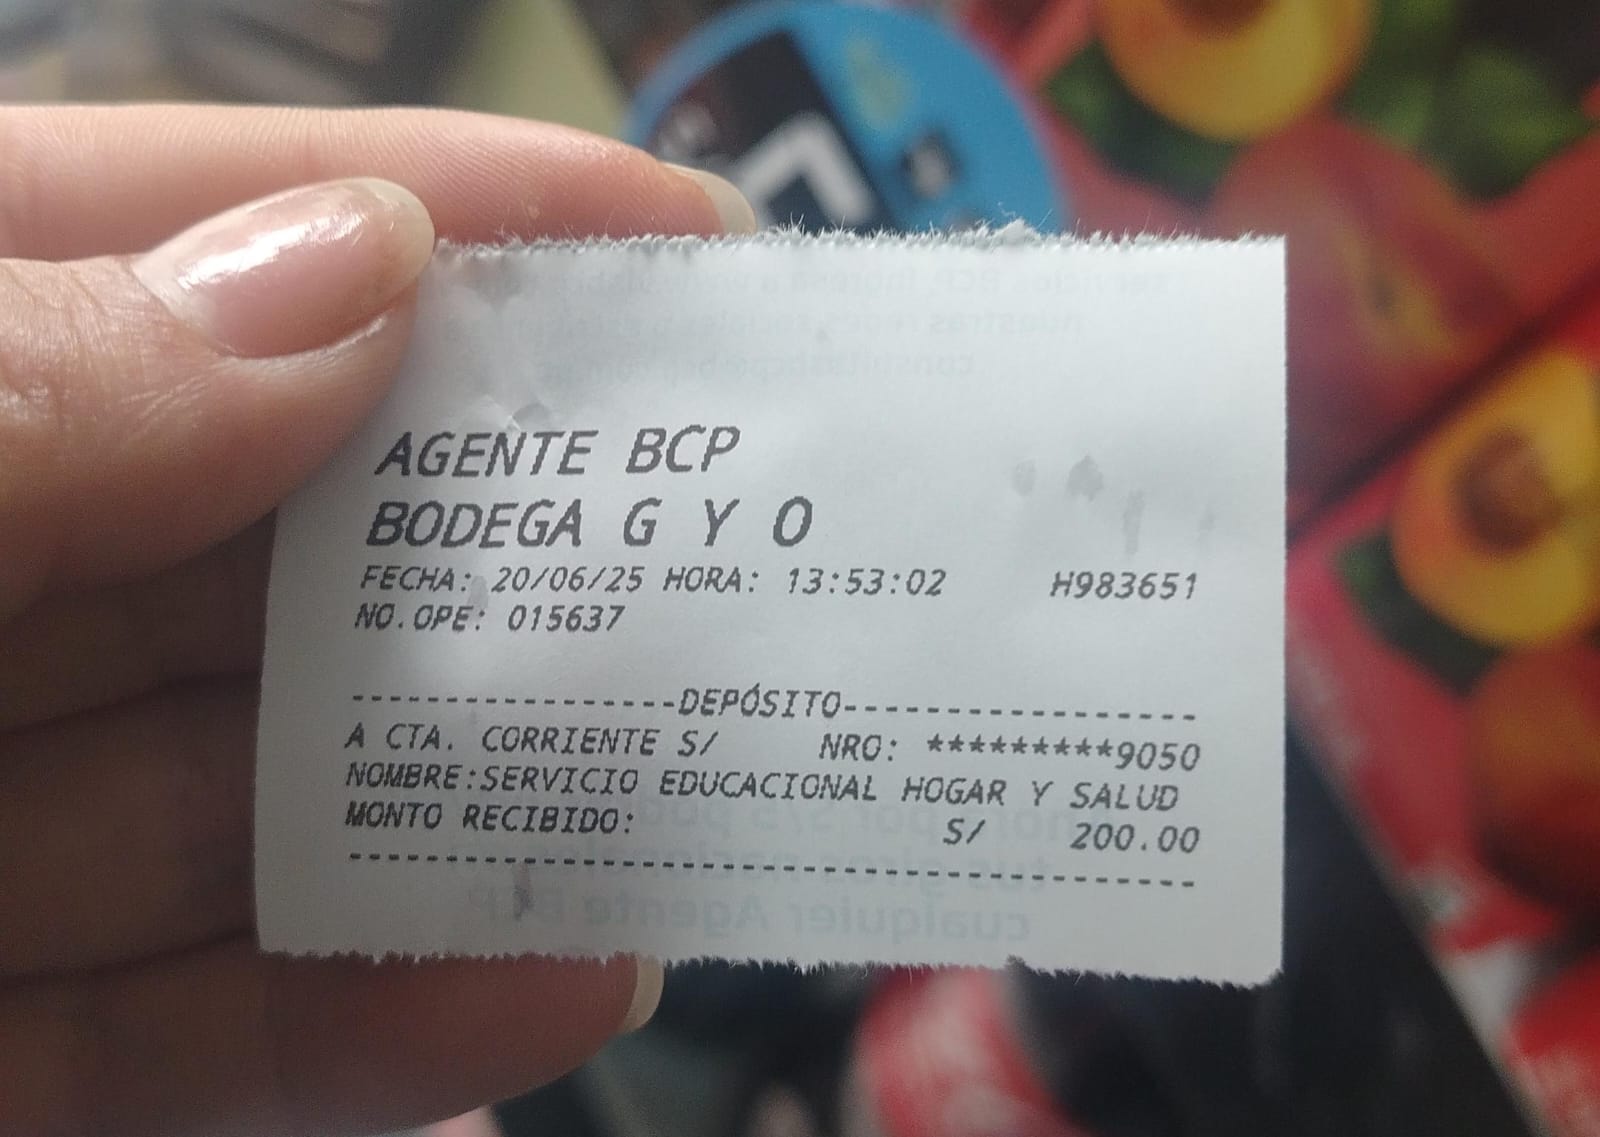 AGENTE BCP
BODEGA G Y O
FECHA: 20/06/25 HORA: 13:53:02 H983651
NO.OPE: 015637
-----------------DEPÓSITO------------------
A CTA. CORRIENTE S/ NRO: *********9050
NOMBRE:SERVICIO EDUCACIONAL HOGAR Y SALUD
MONTO RECIBIDO: S/ 200.00
--------------------------------------------